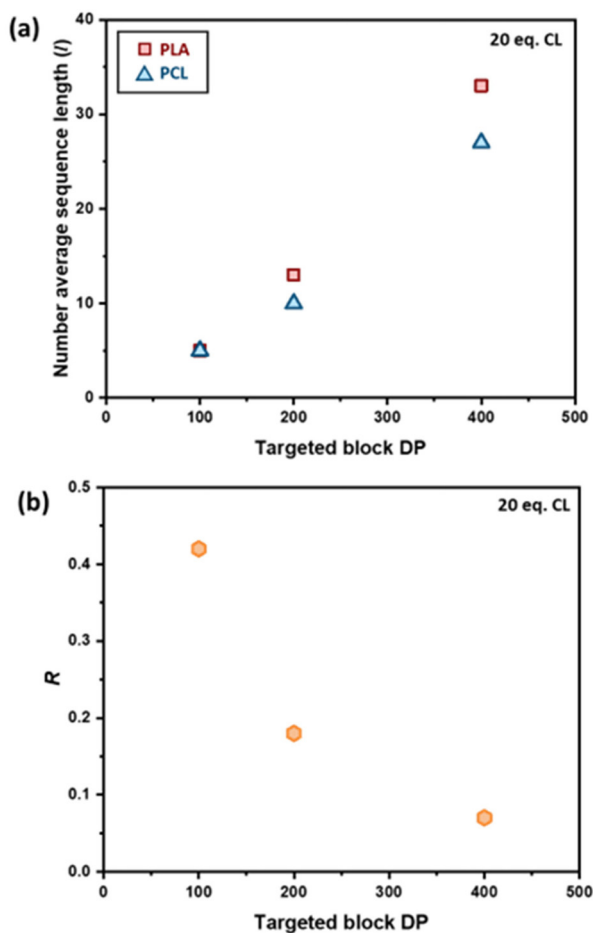 (a)
20 eq. CL
PLA
PCL
Number average sequence length (l)
40
30
20
10
0
0 100 200 300 400 500
Targeted block DP
(b)
20 eq. CL
R
0.5
0.4
0.3
0.2
0.1
0.0
0 100 200 300 400 500
Targeted block DP